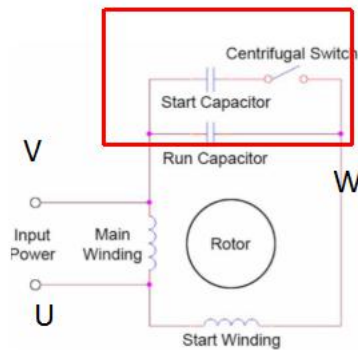 Centrifugal Switch
Start Capacitor
Run Capacitor
V
W
Input
Power
Main
Winding
Rotor
U
Start Winding